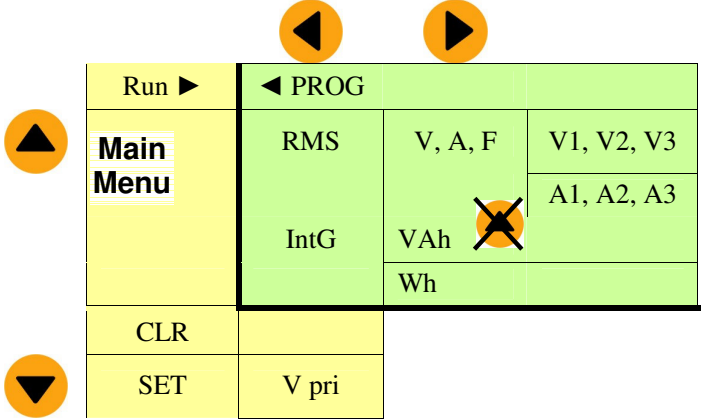 Run ► ◄ PROG
Main RMS V, A, F V1, V2, V3
Menu A1, A2, A3
IntG VAh
Wh
CLR
SET V pri